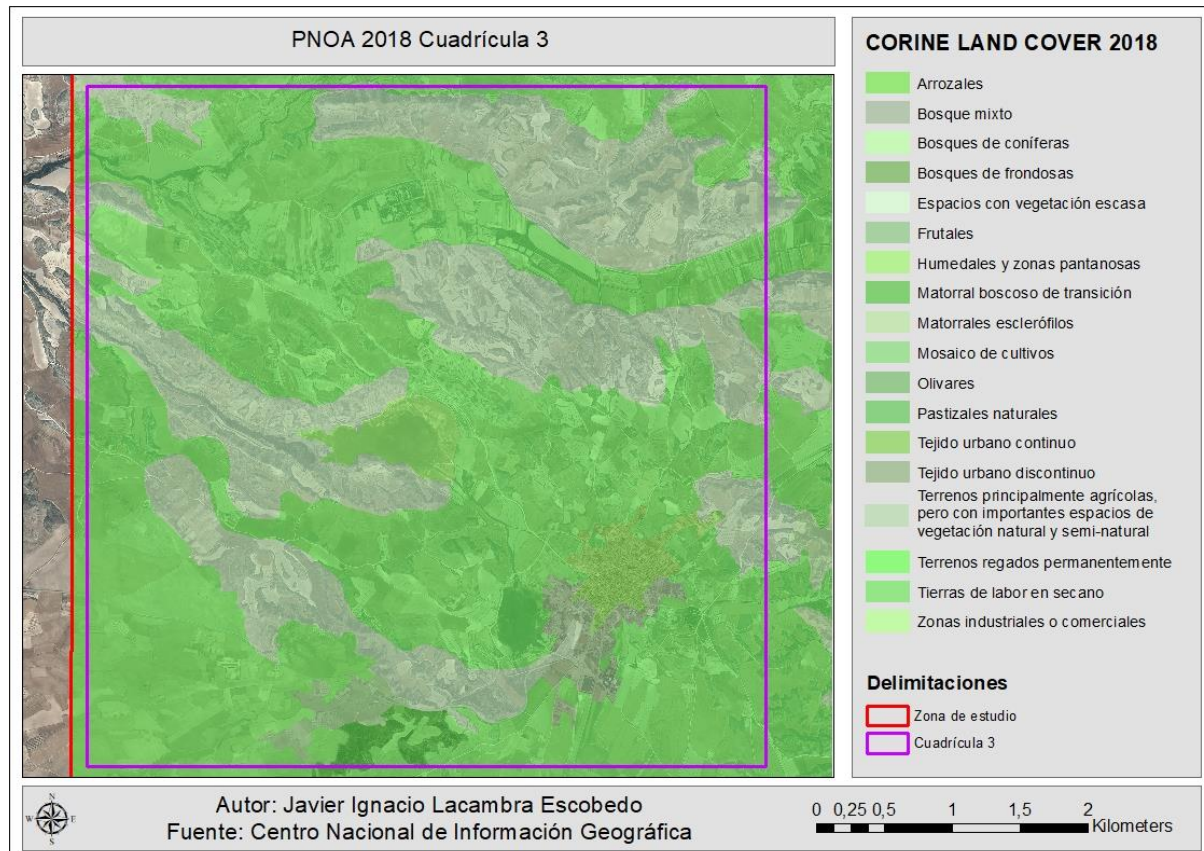 PNOA 2018 Cuadrícula 3
CORINE LAND COVER 2018
Arrozales
Bosque mixto
Bosques de coníferas
Bosques de frondosas
Espacios con vegetación escasa
Frutales
Humedales y zonas pantanosas
Matorral boscoso de transición
Matorrales esclerófilos
Mosaico de cultivos
Olivares
Pastizales naturales
Tejido urbano continuo
Tejido urbano discontinuo
Terrenos principalmente agrícolas,
pero con importantes espacios de
vegetación natural y semi-natural
Terrenos regados permanentemente
Tierras de labor en secano
Zonas industriales o comerciales
Delimitaciones
Zona de estudio
Cuadrícula 3
N
W E
S
Autor: Javier Ignacio Lacambra Escobedo
Fuente: Centro Nacional de Información Geográfica
0 0,25 0,5 1 1,5 2
Kilometers